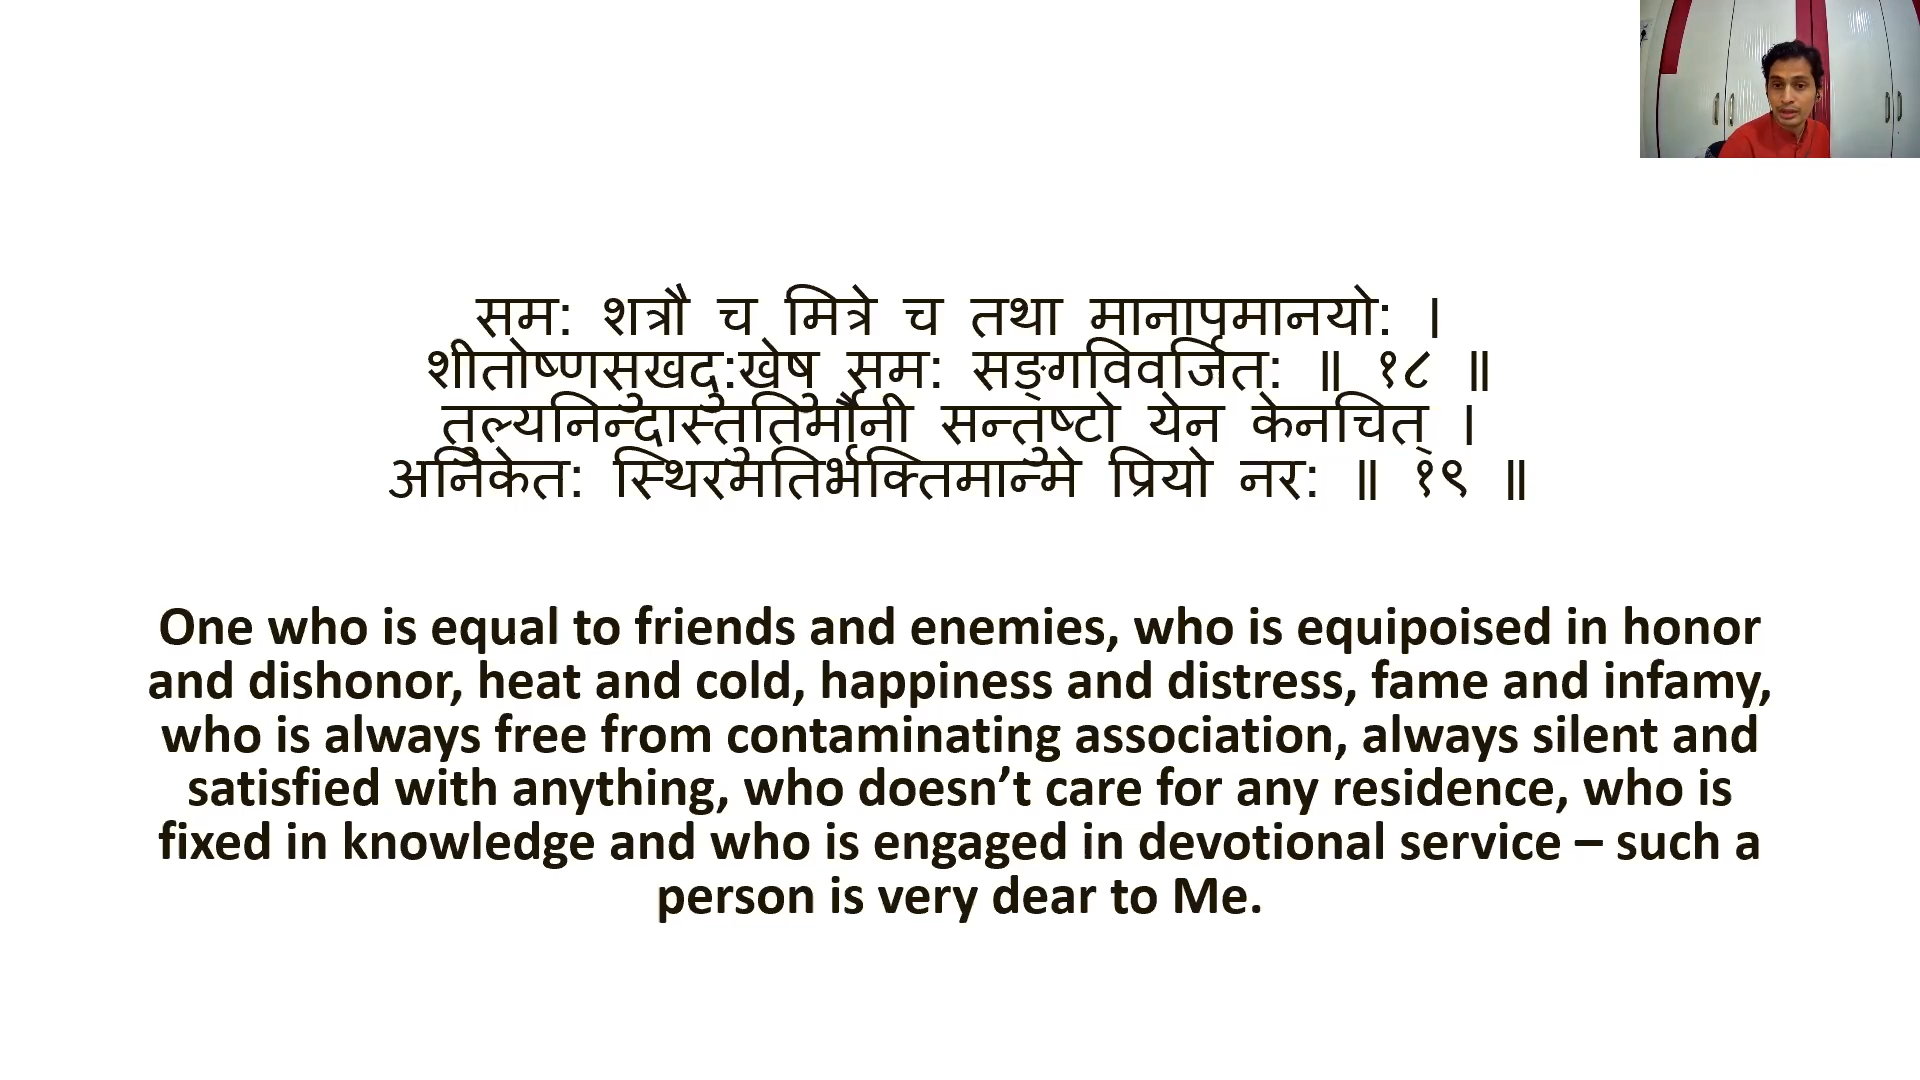 सम: शत्रौ च मित्रे च तथा मानापमानयो: ।
शीतोष्णसुखदु:खेषु सम: सङ्गविवर्जित: ॥ १८ ॥
तुल्यनिन्दास्तुतिर्मौनी सन्तुष्टो येन केनचित् ।
अनिकेत: स्थिरमतिर्भक्तिमान्मे प्रियो नर: ॥ १९ ॥
One who is equal to friends and enemies, who is equipoised in honor
and dishonor, heat and cold, happiness and distress, fame and infamy,
who is always free from contaminating association, always silent and
satisfied with anything, who doesn’t care for any residence, who is
fixed in knowledge and who is engaged in devotional service – such a
person is very dear to Me.